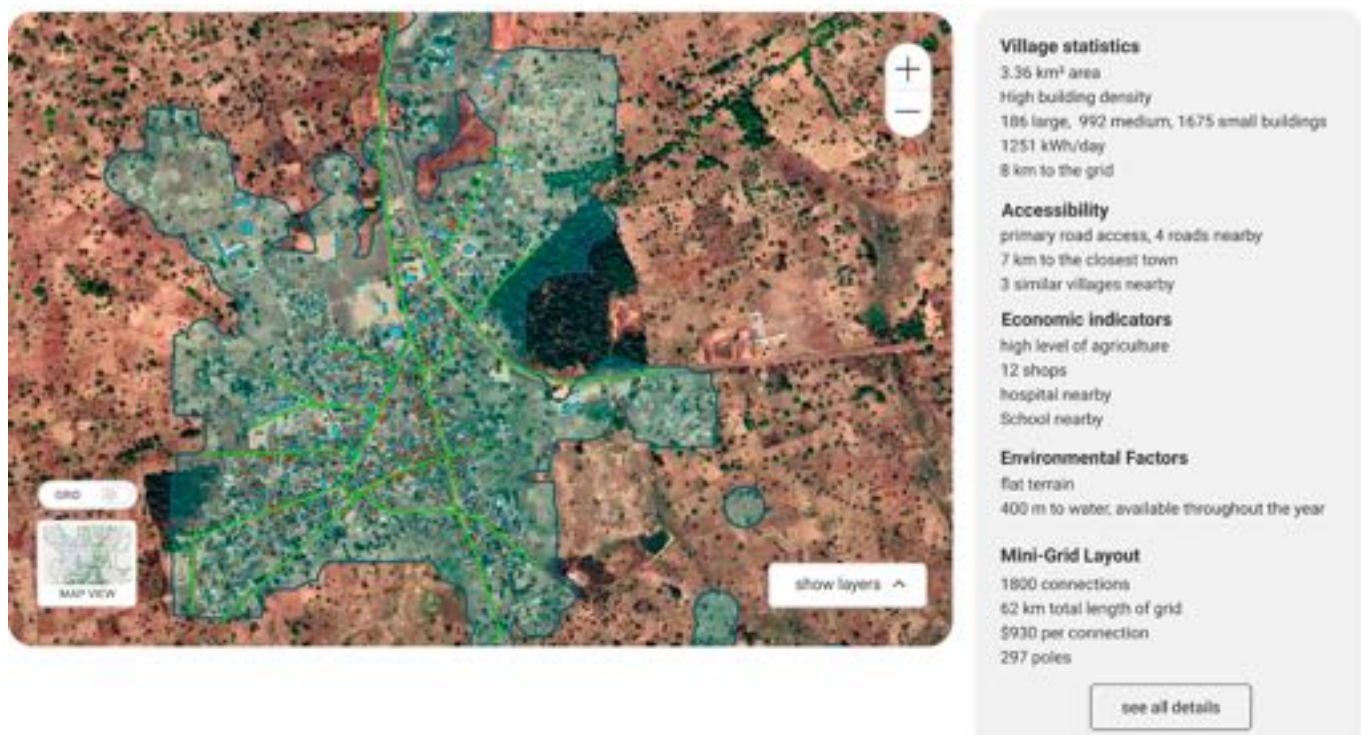 GRID
MAP VIEW
show layers
Village statistics
3.36 km² area
High building density
186 large, 992 medium, 1675 small buildings
1251 kWh/day
8 km to the grid
Accessibility
primary road access, 4 roads nearby
7 km to the closest town
3 similar villages nearby
Economic indicators
high level of agriculture
12 shops
hospital nearby
School nearby
Environmental Factors
flat terrain
400 m to water, available throughout the year
Mini-Grid Layout
1800 connections
62 km total length of grid
$930 per connection
297 poles
see all details